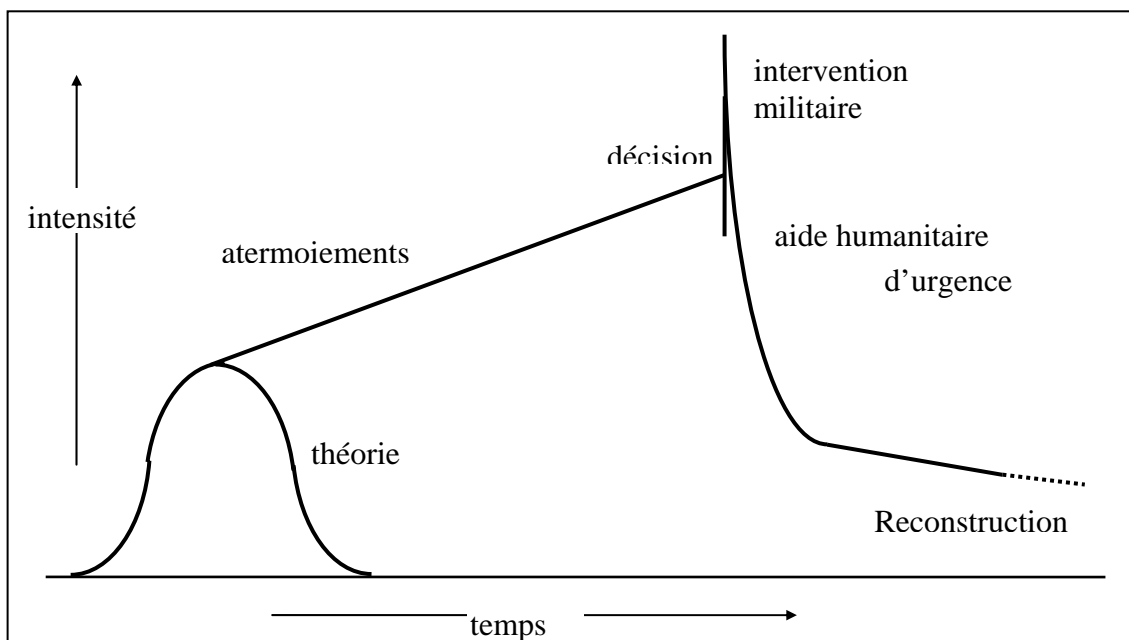 intervention
militaire
décision
intensité
aide humanitaire
atermoiements
d’urgence
théorie
Reconstruction
temps